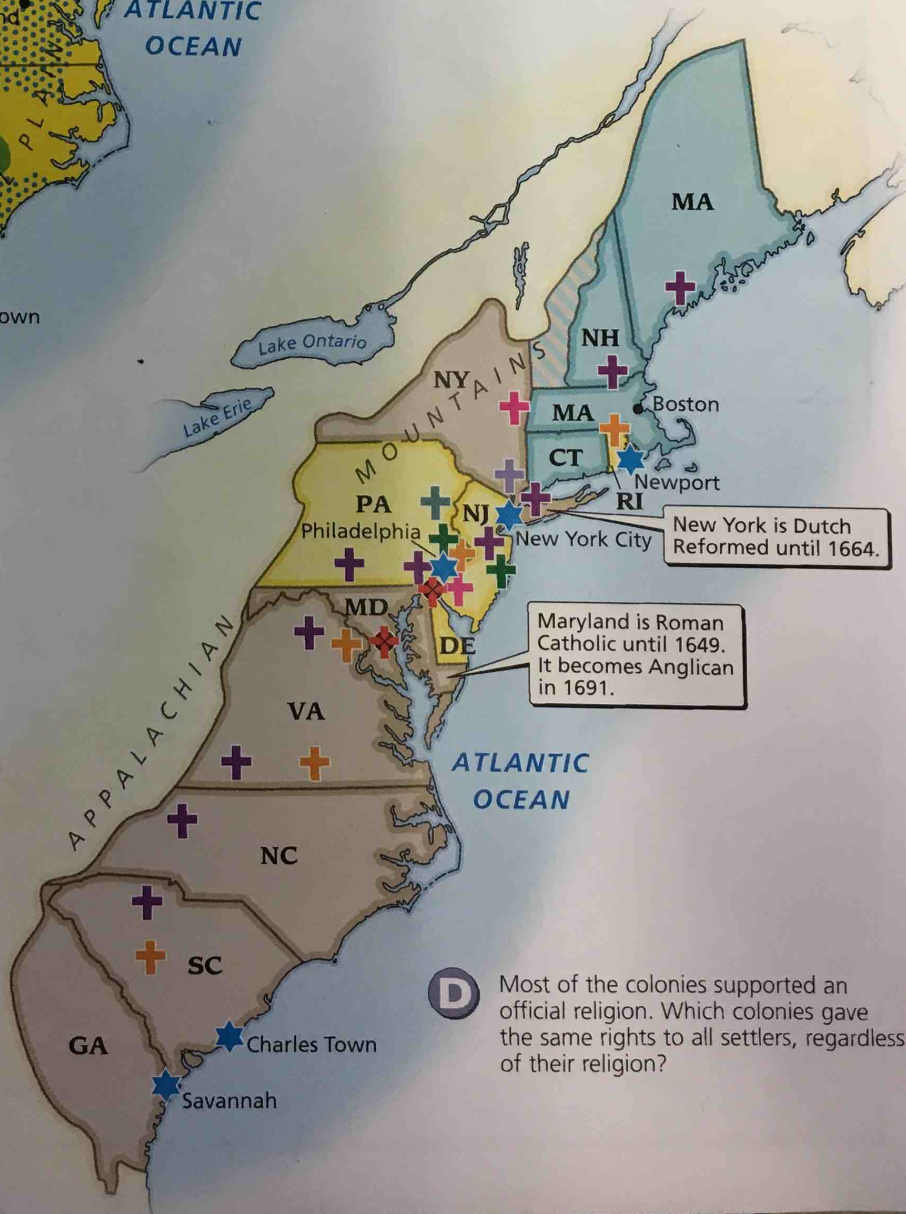 ATLANTIC
OCEAN
PLAIN
own
MA
Lake Ontario
NH
Lake Erie
NY
MOUNTAINS
MA
Boston
CT
Newport
RI
PA
NJ
Philadelphia
New York City
New York is Dutch
Reformed until 1664.
MD
DE
Maryland is Roman
Catholic until 1649.
It becomes Anglican
in 1691.
APPALACHIAN
VA
ATLANTIC
OCEAN
NC
SC
GA
Charles Town
Savannah
D
Most of the colonies supported an
official religion. Which colonies gave
the same rights to all settlers, regardless
of their religion?